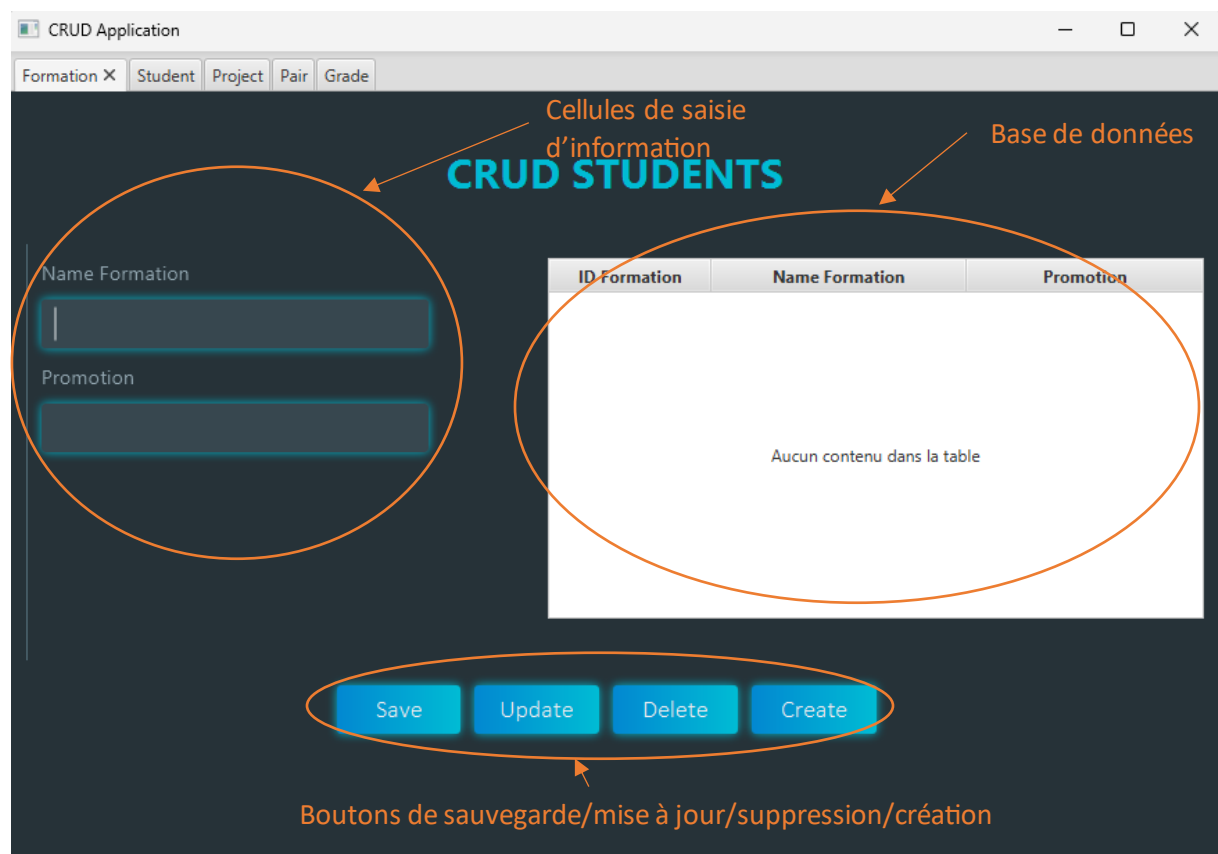 CRUD Application
Formation Student Project Pair Grade
Cellules de saisie
d’information
Base de données
CRUD STUDENTS
Name Formation
Promotion
ID Formation Name Formation Promotion
Aucun contenu dans la table
Save Update Delete Create
Boutons de sauvegarde/mise à jour/suppression/création